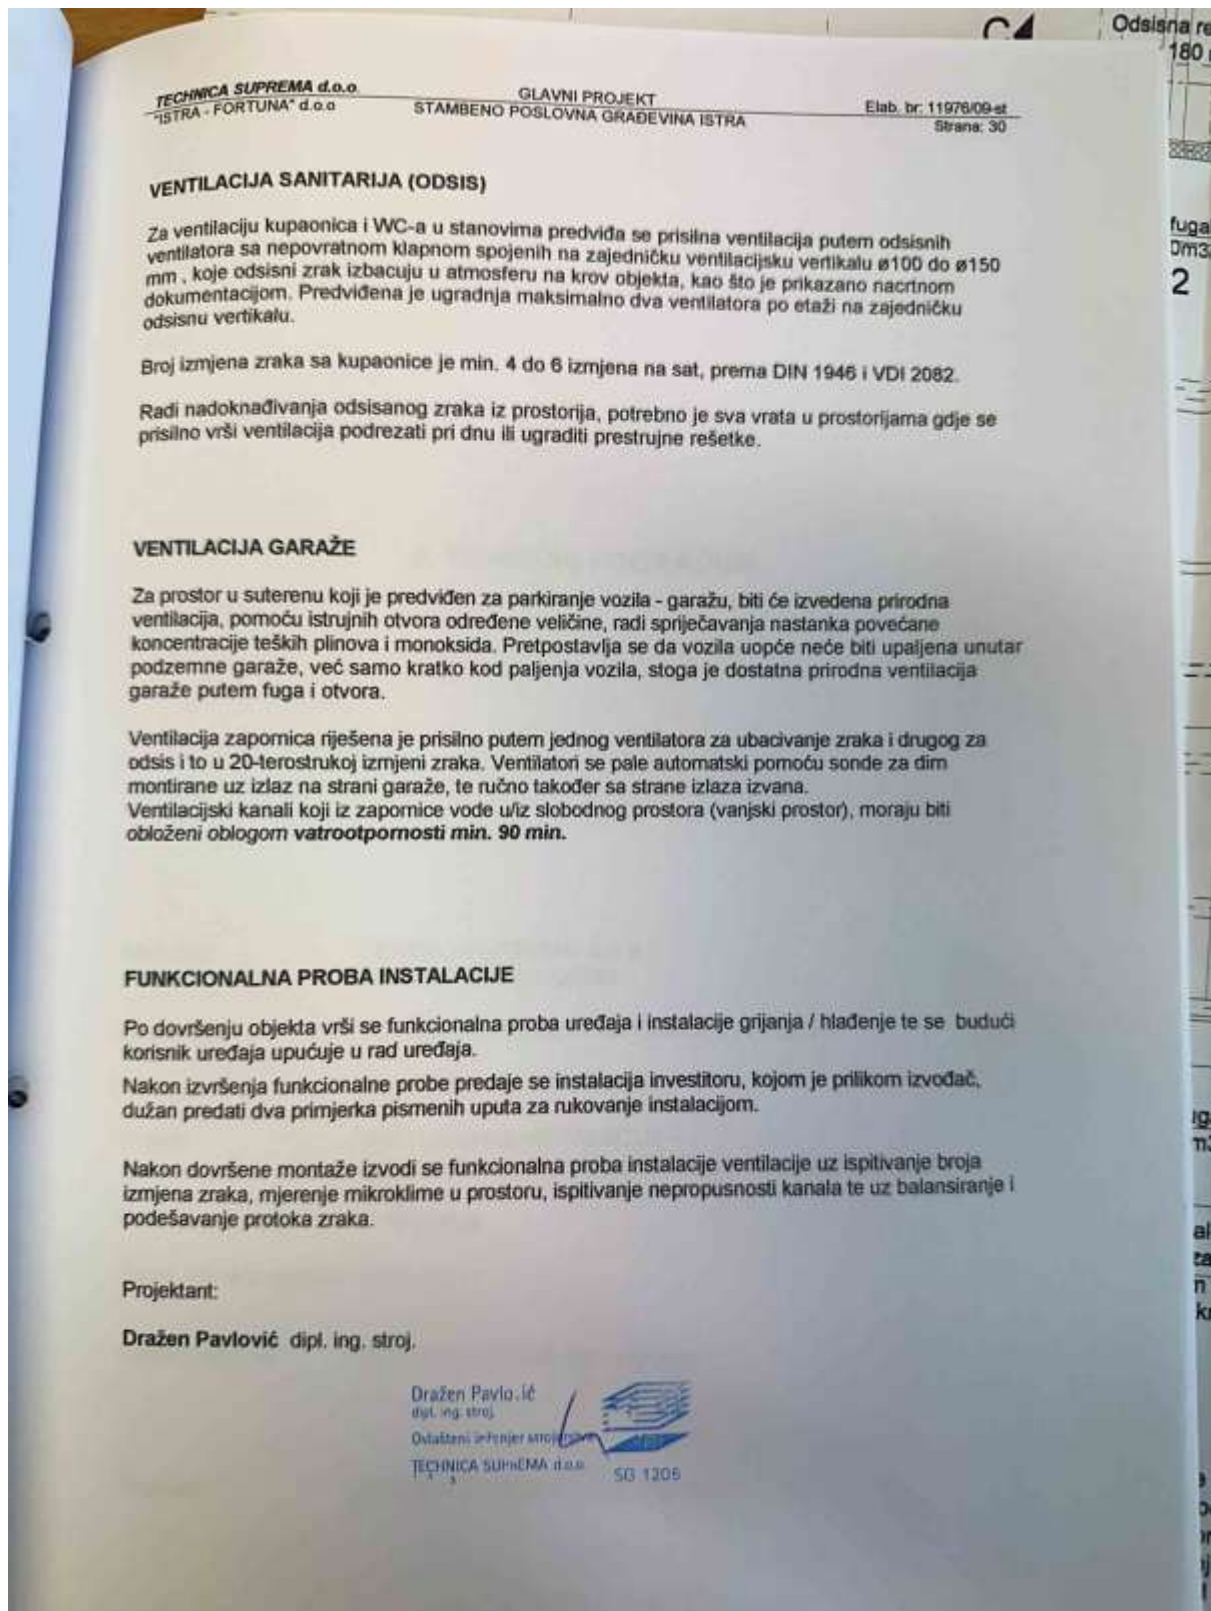 TECHNICA SUPREMA d.o.o.
"ISTRA - FORTUNA" d.o.o
GLAVNI PROJEKT
STAMBENO POSLOVNA GRAĐEVINA ISTRA
Elab. br: 11976/09-st
Strana: 30
VENTILACIJA SANITARIJA (ODSIS)
Za ventilaciju kupaonica i WC-a u stanovima predviđa se prisilna ventilacija putem odsisnih
ventilatora sa nepovratnom klapnom spojenih na zajedničku ventilacijsku vertikalu ø100 do ø150
mm , koje odsisni zrak izbacuju u atmosferu na krov objekta, kao što je prikazano nacrtnom
dokumentacijom. Predviđena je ugradnja maksimalno dva ventilatora po etaži na zajedničku
odsisnu vertikalu.
Broj izmjena zraka sa kupaonice je min. 4 do 6 izmjena na sat, prema DIN 1946 i VDI 2082.
Radi nadoknađivanja odsisanog zraka iz prostorija, potrebno je sva vrata u prostorijama gdje se
prisilno vrši ventilacija podrezati pri dnu ili ugraditi prestrujne rešetke.
VENTILACIJA GARAŽE
Za prostor u suterenu koji je predviđen za parkiranje vozila - garažu, biti će izvedena prirodna
ventilacija, pomoću istrujnih otvora određene veličine, radi spriječavanja nastanka povećane
koncentracije teških plinova i monoksida. Pretpostavlja se da vozila uopće neće biti upaljena unutar
podzemne garaže, već samo kratko kod paljenja vozila, stoga je dostatna prirodna ventilacija
garaže putem fuga i otvora.
Ventilacija zapornica riješena je prisilno putem jednog ventilatora za ubacivanje zraka i drugog za
odsis i to u 20-terostrukoj izmjeni zraka. Ventilatori se pale automatski pomoću sonde za dim
montirane uz izlaz na strani garaže, te ručno također sa strane izlaza izvana.
Ventilacijski kanali koji iz zapornice vode u/iz slobodnog prostora (vanjski prostor), moraju biti
obloženi oblogom vatrootpornosti min. 90 min.
FUNKCIONALNA PROBA INSTALACIJE
Po dovršenju objekta vrši se funkcionalna proba uređaja i instalacije grijanja / hlađenje te se budući
korisnik uređaja upućuje u rad uređaja.
Nakon izvršenja funkcionalne probe predaje se instalacija investitoru, kojom je prilikom izvođač,
dužan predati dva primjerka pismenih uputa za rukovanje instalacijom.
Nakon dovršene montaže izvodi se funkcionalna proba instalacije ventilacije uz ispitivanje broja
izmjena zraka, mjerenje mikroklime u prostoru, ispitivanje nepropusnosti kanala te uz balansiranje i
podešavanje protoka zraka.
Projektant:
Dražen Pavlović dipl. ing. stroj.
Dražen
dipl. ing. stroj.
Ovlašteni inženjer
TECHNICA SUPREMA d.o.o.
SG 1206
Odsisna
180
2